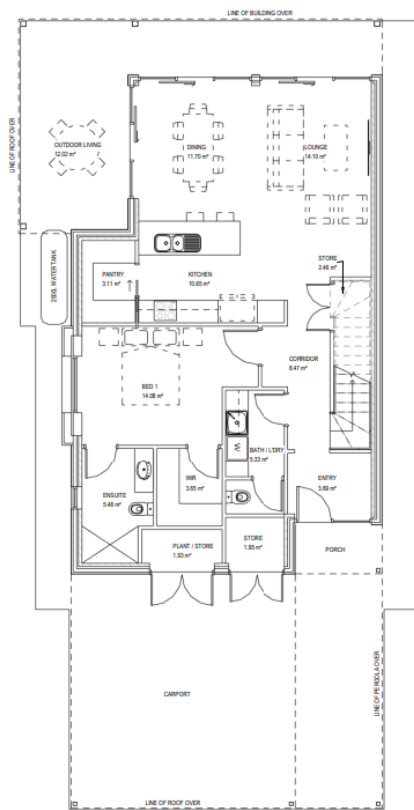 LINE OF BUILDING OVER
LINE OF ROOF OVER
OUTDOOR LIVING
12.02 m²
DINING
11.70 m²
LOUNGE
14.10 m²
2500L WATER TANK
PANTRY
3.11 m²
KITCHEN
10.65 m²
STORE
2.46 m²
CORRIDOR
6.47 m²
BED 1
14.08 m²
BATH / L'DRY
5.33 m²
W
WIR
3.65 m²
ENSUITE
5.46 m²
ENTRY
3.69 m²
PLANT / STORE
1.93 m²
STORE
1.85 m²
PORCH
CARPORT
LINE OF PERGOLA OVER
LINE OF ROOF OVER